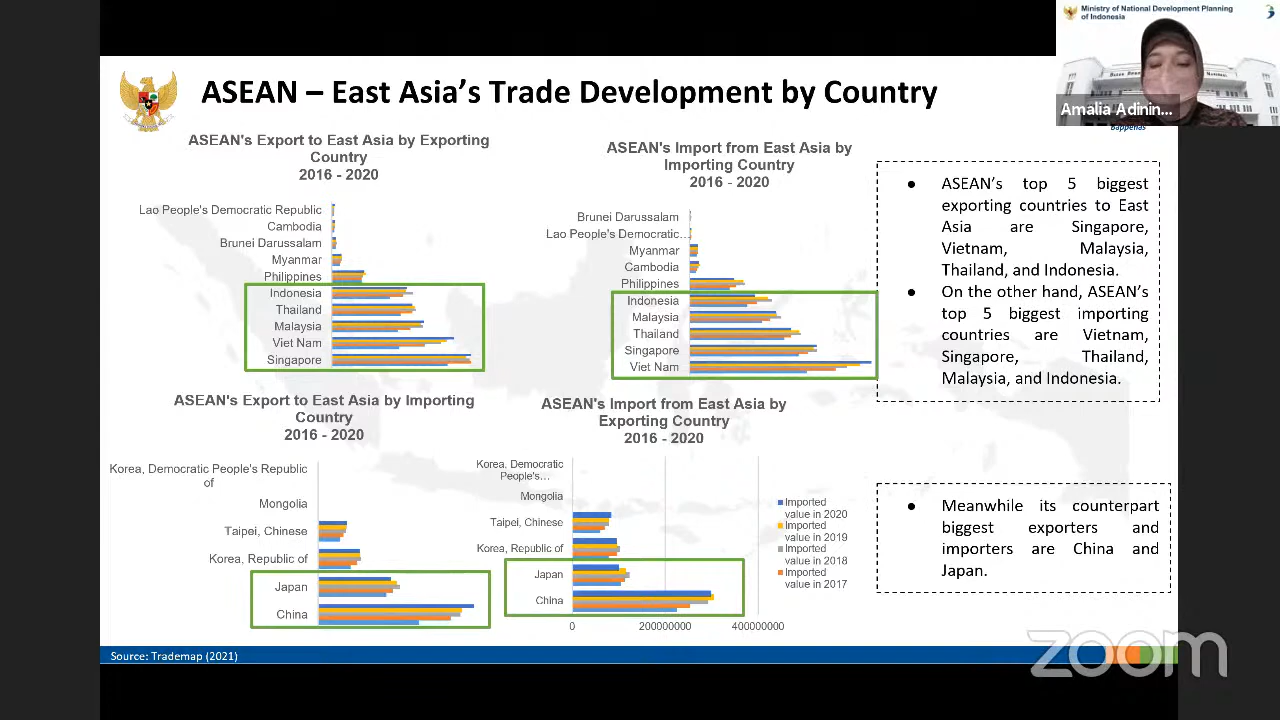 Ministry of National Development Planning
of Indonesia
Amalia Adinin...
Bappenas
ASEAN – East Asia's Trade Development by Country
ASEAN's Export to East Asia by Exporting
Country
2016 - 2020
Lao People's Democratic Republic
Cambodia
Brunei Darussalam
Myanmar
Philippines
Indonesia
Thailand
Malaysia
Viet Nam
Singapore
ASEAN's Import from East Asia by
Importing Country
2016 - 2020
Brunei Darussalam
Lao People's Democratic...
Myanmar
Cambodia
Philippines
Indonesia
Malaysia
Thailand
Singapore
Viet Nam
● ASEAN's top 5 biggest
exporting countries to East
Asia are Singapore,
Vietnam, Malaysia,
Thailand, and Indonesia.
● On the other hand, ASEAN's
top 5 biggest importing
countries are Vietnam,
Singapore, Thailand,
Malaysia, and Indonesia.
ASEAN's Export to East Asia by Importing
Country
2016 - 2020
Korea, Democratic People's Republic
of
Mongolia
Taipei, Chinese
Korea, Republic of
Japan
China
ASEAN's Import from East Asia by
Exporting Country
2016 - 2020
Korea, Democratic
People's...
Mongolia
Taipei, Chinese
Korea, Republic of
Japan
China
0 200000000 400000000
Imported
value in 2020
Imported
value in 2019
Imported
value in 2018
Imported
value in 2017
● Meanwhile its counterpart
biggest exporters and
importers are China and
Japan.
Source: Trademap (2021)
zoom